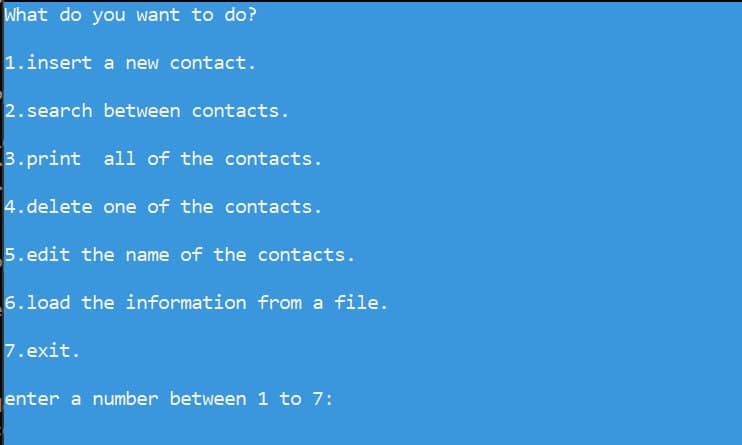 What do you want to do?
1.insert a new contact.
2.search between contacts.
3.print  all of the contacts.
4.delete one of the contacts.
5.edit the name of the contacts.
6.load the information from a file.
7.exit.
enter a number between 1 to 7: